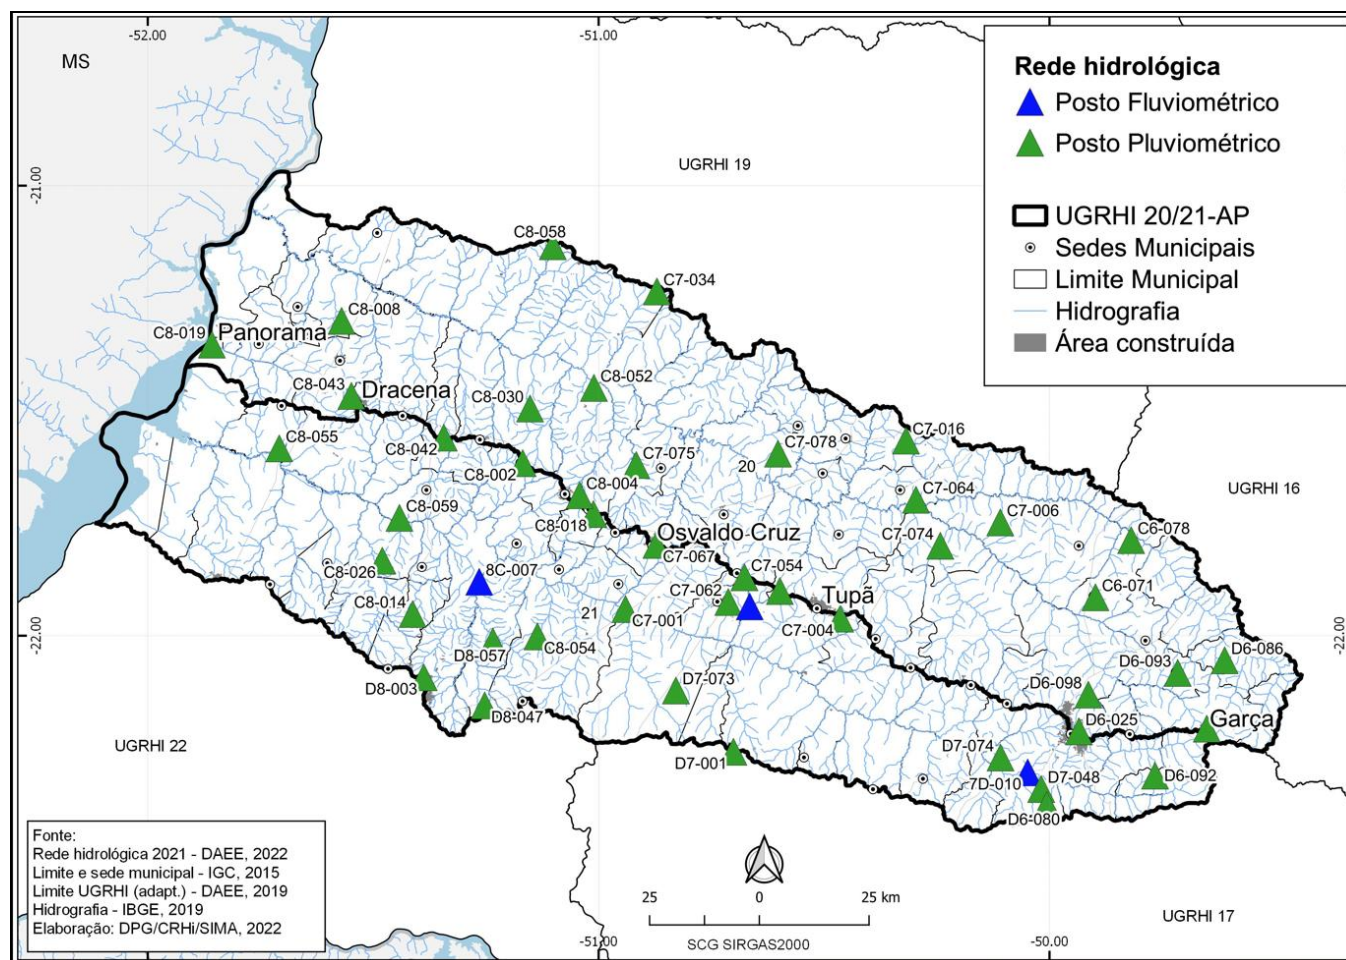 -52.00
-51.00
MS
Rede hidrológica
Posto Fluviométrico
Posto Pluviométrico
UGRHI 20/21-AP
Sedes Municipais
Limite Municipal
Hidrografia
Área construída
UGRHI 19
-21.00
C8-058
C7-034
C8-008
C8-019
Panorama
C8-043
Dracena
C8-052
C8-030
C8-055
C8-042
C8-002
C7-075
C7-078
20
C7-016
C8-004
C8-059
C8-018
C7-064
C7-006
UGRHI 16
Osvaldo Cruz
C7-067
C7-074
C6-078
C8-026
8C-007
C7-054
C7-062
Tupã
C6-071
C8-014
21
C7-001
C7-004
-22.00
-22.00
D8-057
C8-054
D6-086
D6-093
D8-003
D7-073
D6-098
D8-047
D6-025
Garça
UGRHI 22
D7-001
D7-074
7D-010
D7-048
D6-092
D6-080
Fonte:
Rede hidrológica 2021 - DAEE, 2022
Limite e sede municipal - IGC, 2015
Limite UGRHI (adapt.) - DAEE, 2019
Hidrografia - IBGE, 2019
Elaboração: DPG/CRHi/SIMA, 2022
25
0
25 km
UGRHI 17
-51.00
SCG SIRGAS2000
-50.00